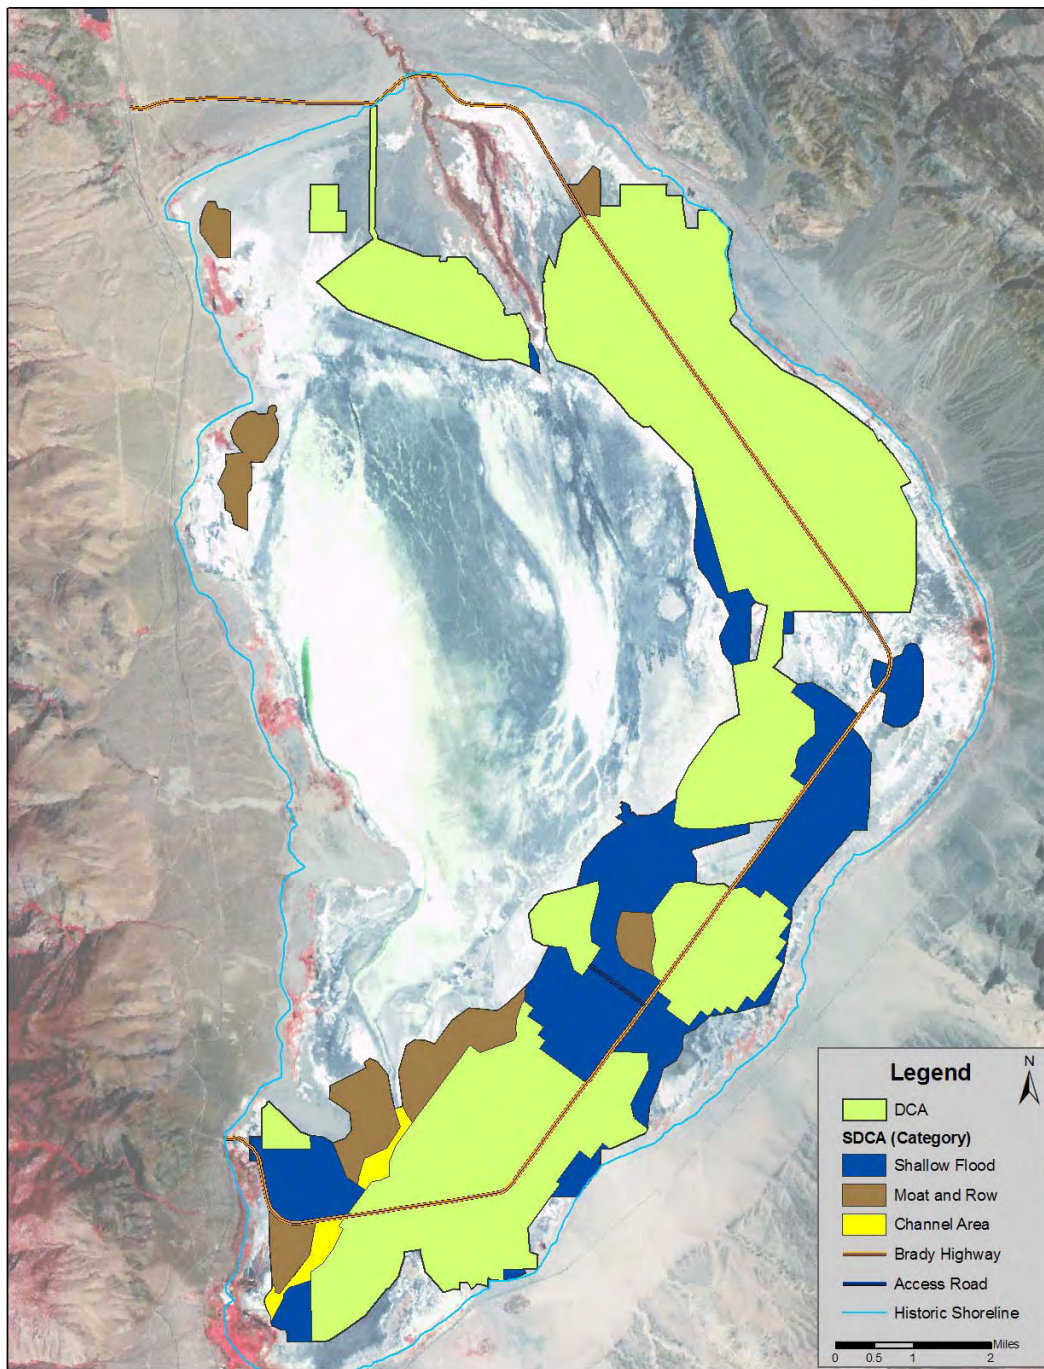 Legend
N
DCA
SDCA (Category)
Shallow Flood
Moat and Row
Channel Area
Brady Highway
Access Road
Historic Shoreline
Miles
0 0.5 1 2